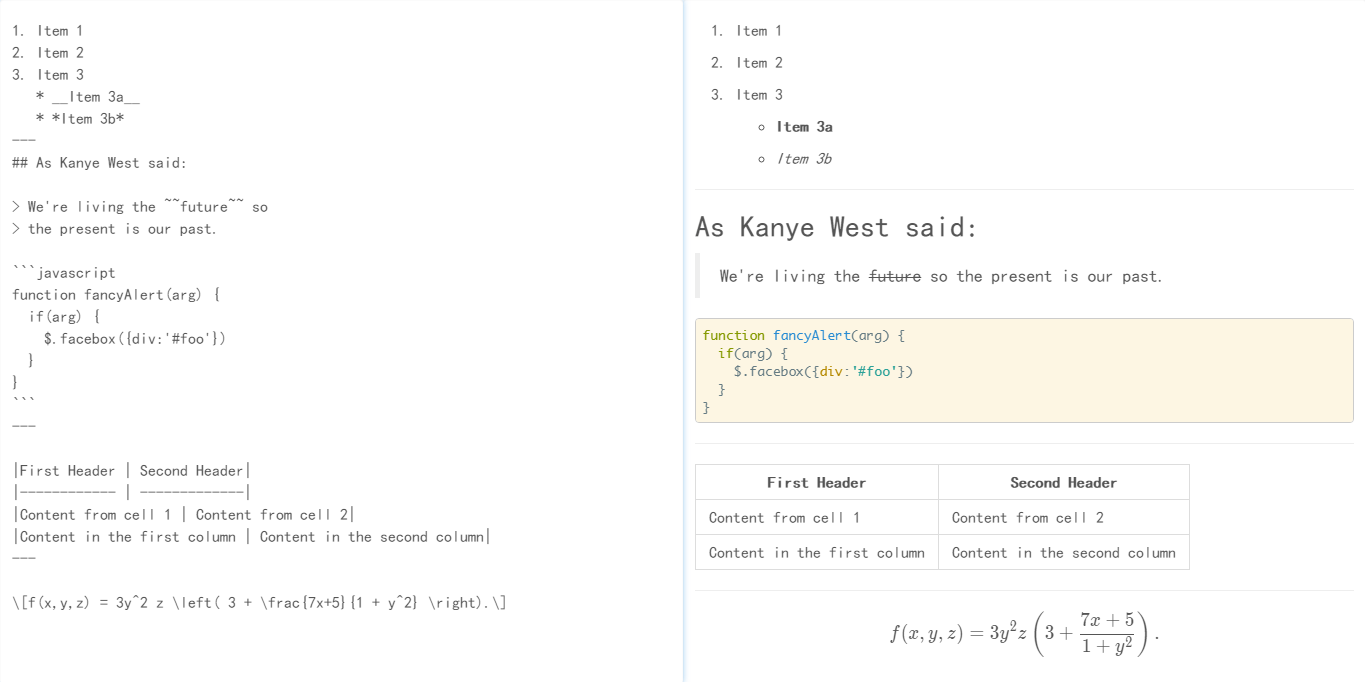 1. Item 1
2. Item 2
3. Item 3
   * __Item 3a__
   * *Item 3b*
---
## As Kanye West said:
> We're living the ~~future~~ so
> the present is our past.
```javascript
function fancyAlert(arg) {
  if(arg) {
    $.facebox({div:'#foo'})
  }
}
```
---
|First Header | Second Header|
|------------ | -------------|
|Content from cell 1 | Content from cell 2|
|Content in the first column | Content in the second column|
---
\[f(x,y,z) = 3y^2 z \left( 3 + \frac{7x+5}{1 + y^2} \right).\]
1. Item 1
2. Item 2
3. Item 3
◦ Item 3a
◦ Item 3b
As Kanye West said:
We're living the future so the present is our past.
function fancyAlert(arg) {
  if(arg) {
    $.facebox({div:'#foo'})
  }
}
First Header Second Header
Content from cell 1 Content from cell 2
Content in the first column Content in the second column
f(x, y, z) = 3y²z (3 + (7x + 5)/(1 + y²)).